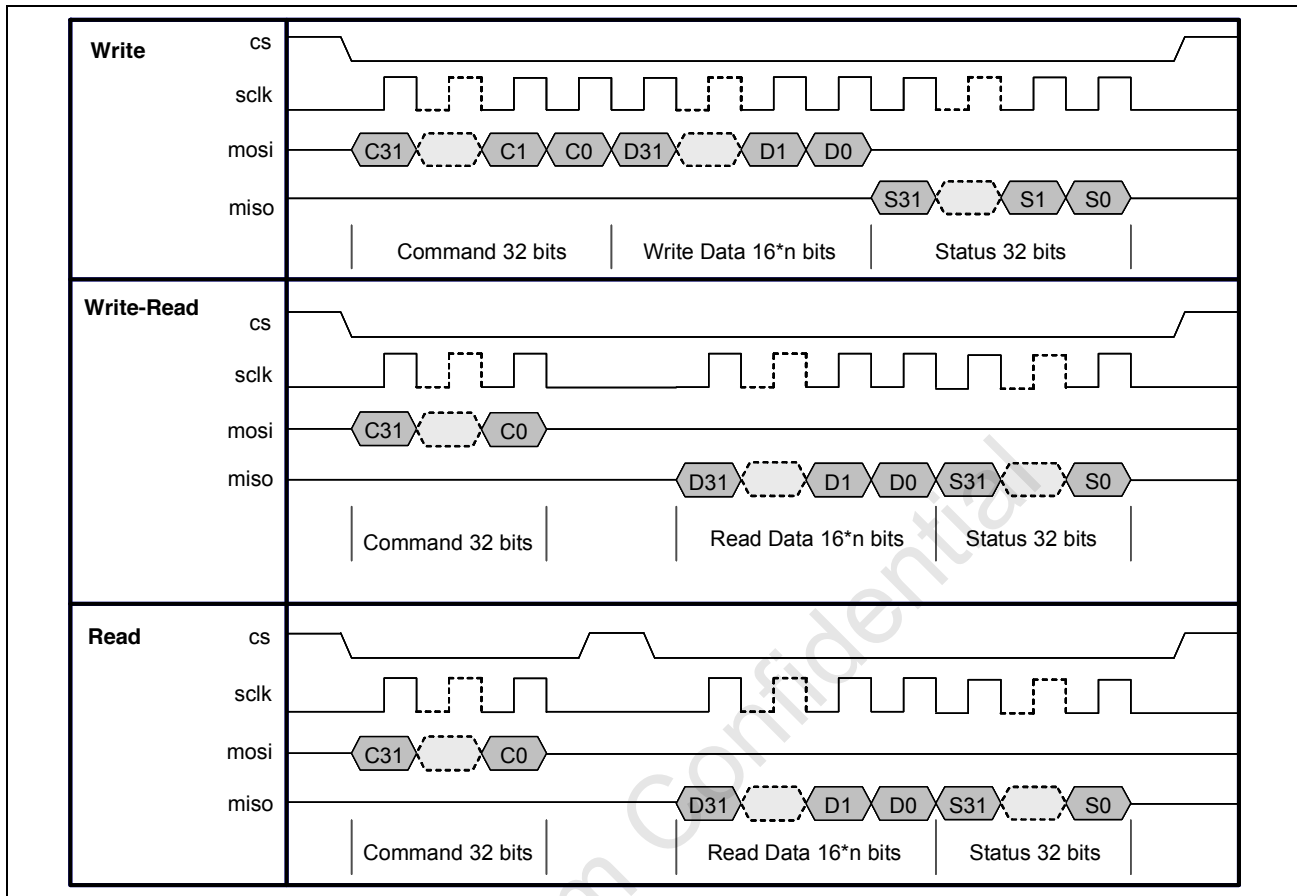 Write
cs
sclk
mosi C31 C1 C0 D31 D1 D0
miso S31 S1 S0
Command 32 bits Write Data 16*n bits Status 32 bits
Write-Read
cs
sclk
mosi C31 C0
miso D31 D1 D0 S31 S0
Command 32 bits Read Data 16*n bits Status 32 bits
Read cs
sclk
mosi C31 C0
miso D31 D1 D0 S31 S0
Command 32 bits Read Data 16*n bits Status 32 bits
Confidential